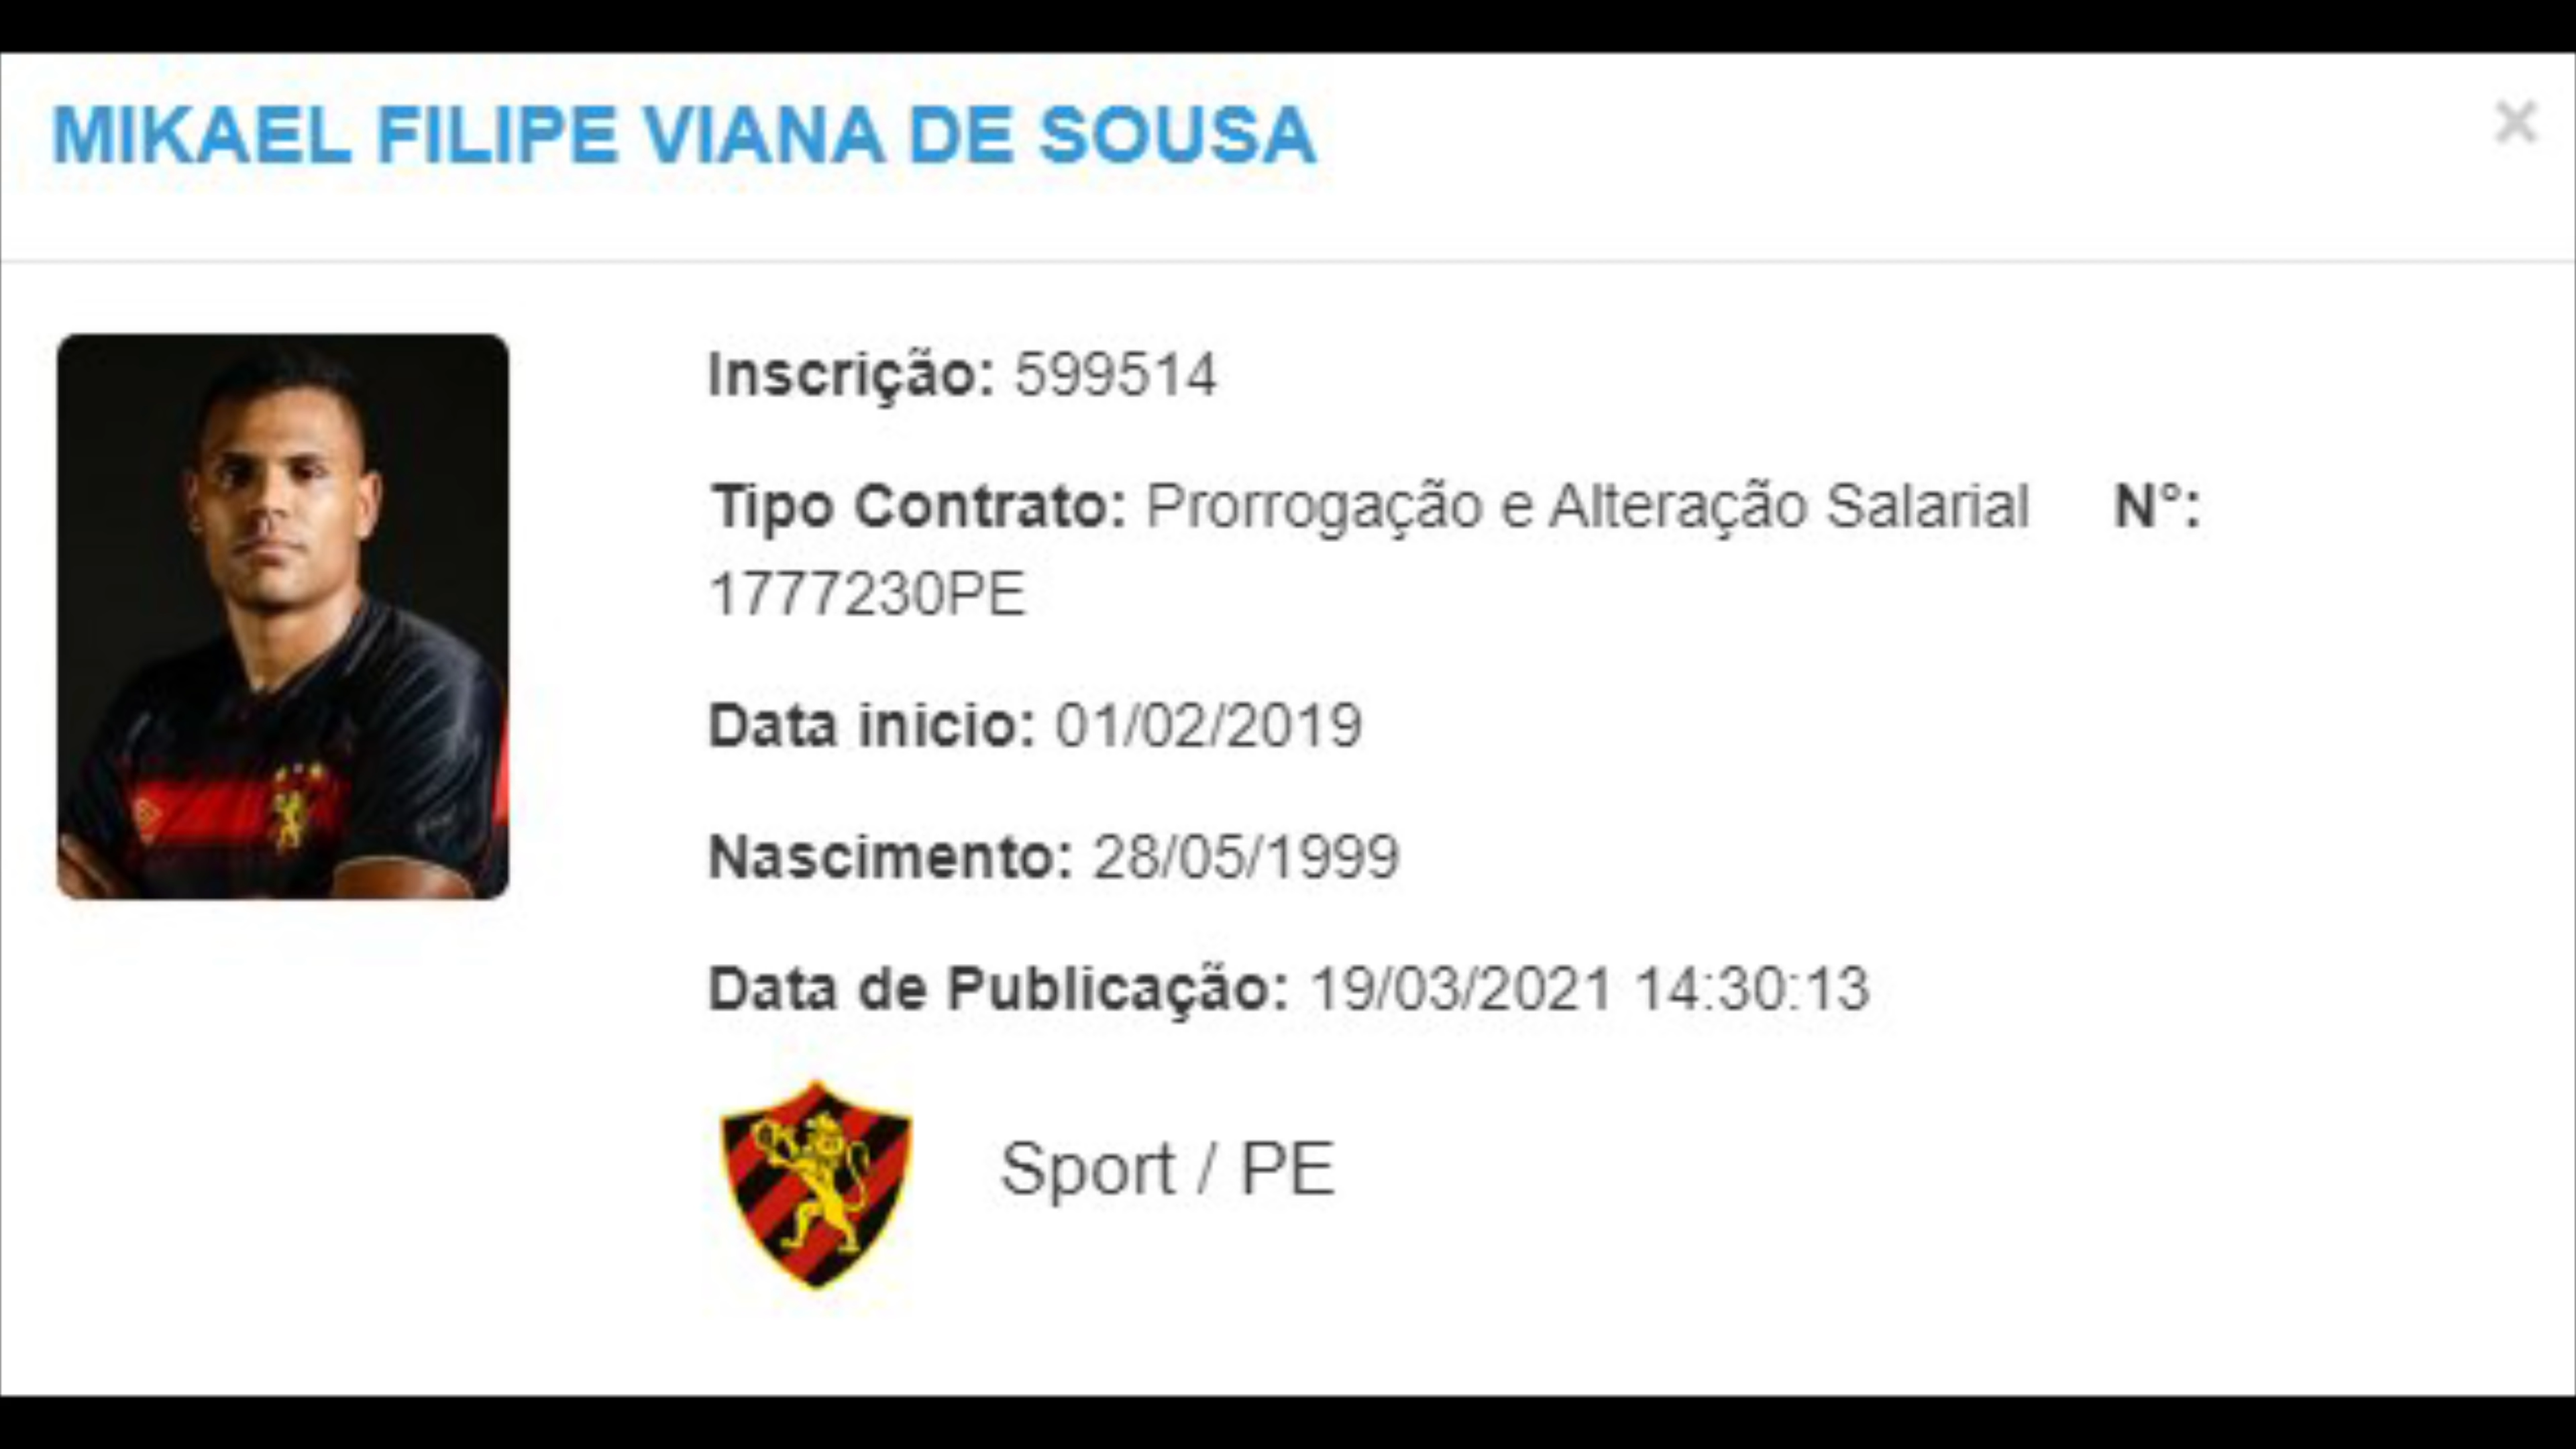 MIKAEL FILIPE VIANA DE SOUSA
×
Inscrição: 599514
Tipo Contrato: Prorrogação e Alteração Salarial N°:
1777230PE
Data inicio: 01/02/2019
Nascimento: 28/05/1999
Data de Publicação: 19/03/2021 14:30:13
Sport / PE